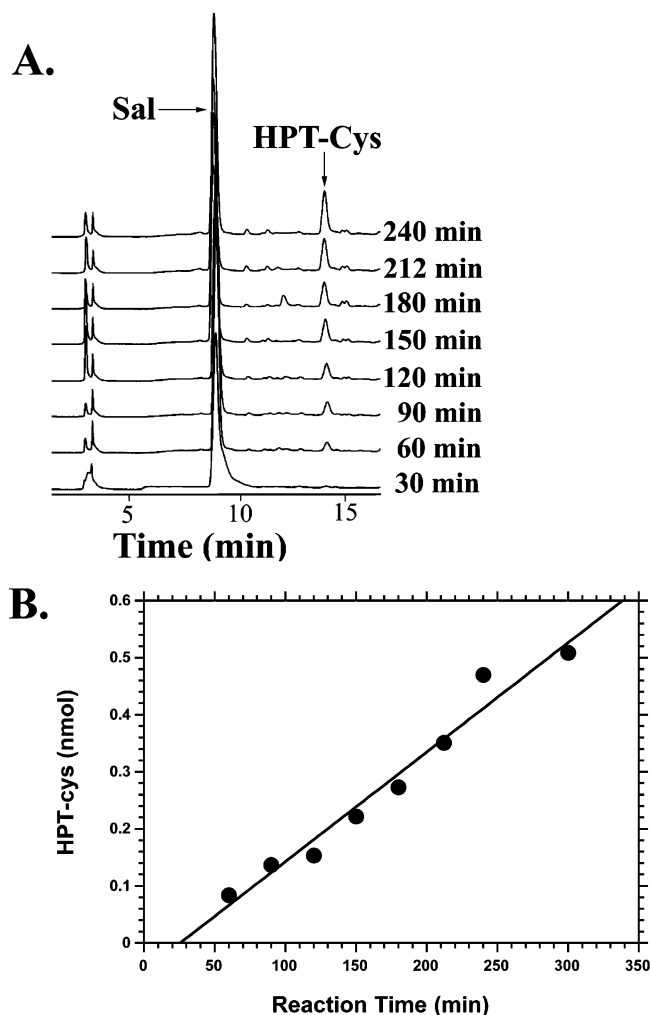 A.
Sal
HPT-Cys
240 min
212 min
180 min
150 min
120 min
90 min
60 min
30 min
5 10 15
Time (min)
B.
0.6
0.5
0.4
0.3
0.2
0.1
0
HPT-cys (nmol)
0 50 100 150 200 250 300 350
Reaction Time (min)